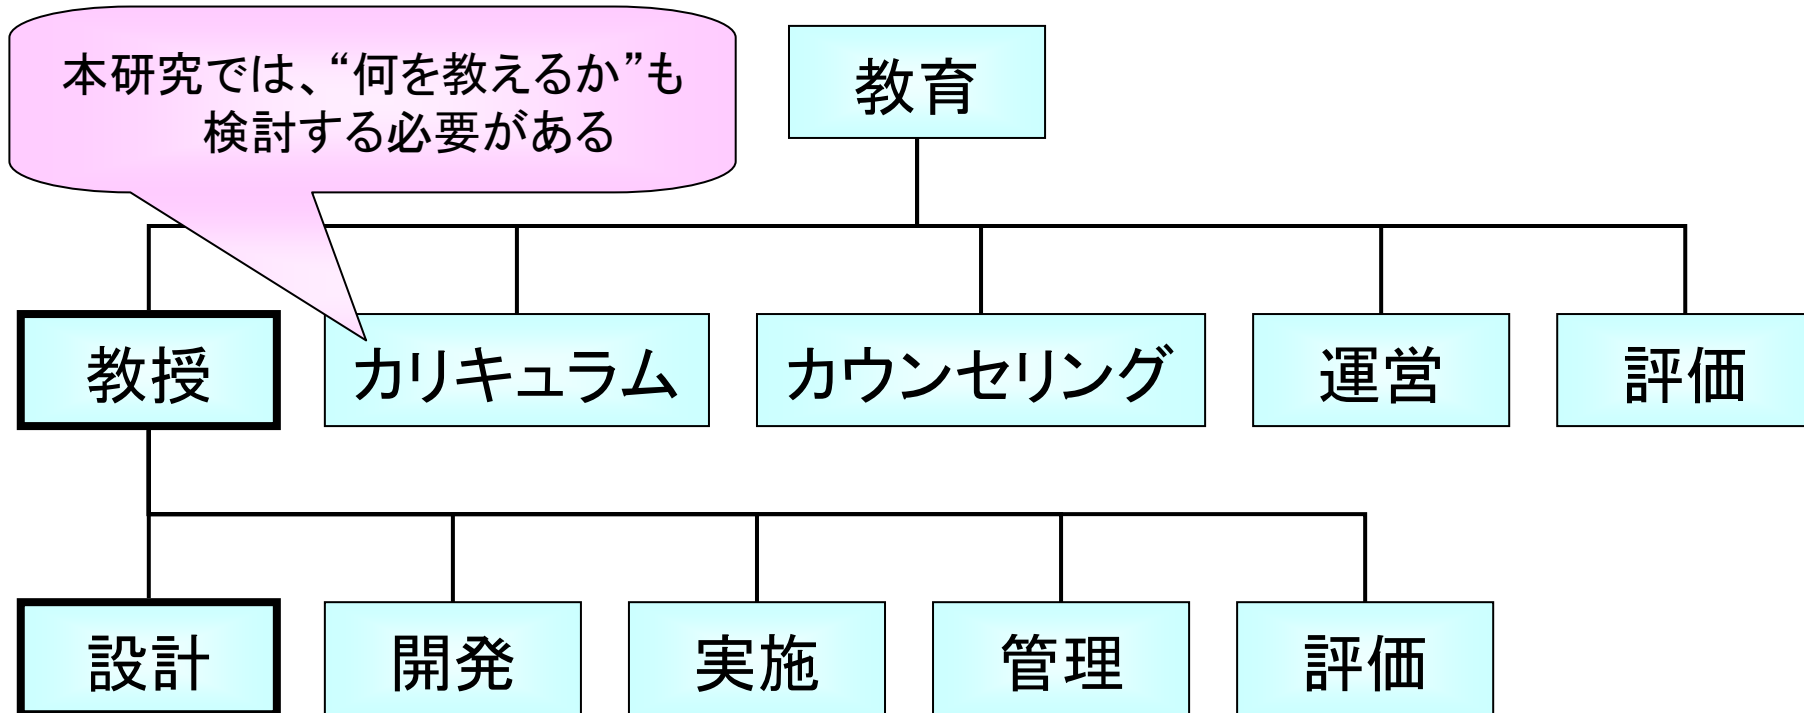 本研究では、“何を教えるか”も
検討する必要がある
教育
教授
カリキュラム
カウンセリング
運営
評価
設計
開発
実施
管理
評価